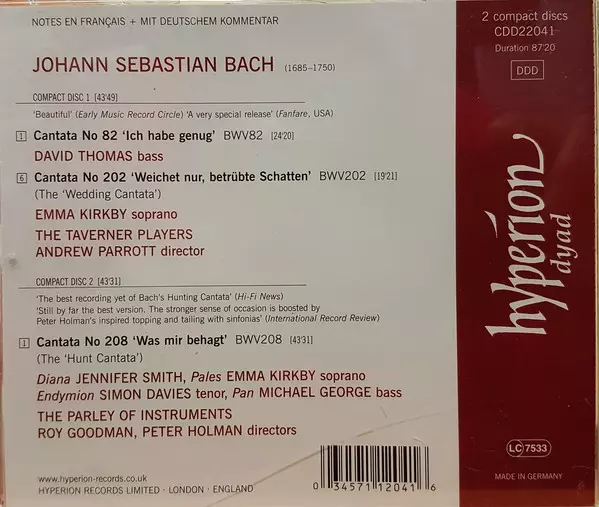 NOTES EN FRANÇAIS + MIT DEUTSCHEM KOMMENTAR
2 compact discs
CDD22041
Duration 87'20
DDD
JOHANN SEBASTIAN BACH (1685–1750)
COMPACT DISC 1 [43'49]
'Beautiful' (Early Music Record Circle) 'A very special release' (Fanfare, USA)
1 Cantata No 82 'Ich habe genug' BWV82 [24'20]
DAVID THOMAS bass
6 Cantata No 202 'Weichet nur, betrübte Schatten' BWV202 [19'21]
(The 'Wedding Cantata')
EMMA KIRKBY soprano
THE TAVERNER PLAYERS
ANDREW PARROTT director
COMPACT DISC 2 [43'31]
'The best recording yet of Bach's Hunting Cantata' (Hi-Fi News)
'Still by far the best version. The stronger sense of occasion is boosted by
Peter Holman's inspired topping and tailing with sinfonias' (International Record Review)
1 Cantata No 208 'Was mir behagt' BWV208 [43'31]
(The 'Hunt Cantata')
Diana JENNIFER SMITH, Pales EMMA KIRKBY soprano
Endymion SIMON DAVIES tenor, Pan MICHAEL GEORGE bass
THE PARLEY OF INSTRUMENTS
ROY GOODMAN, PETER HOLMAN directors
hyperion
dyad
LC 7533
MADE IN GERMANY
www.hyperion-records.co.uk
HYPERION RECORDS LIMITED · LONDON · ENGLAND
0 34571 12041 6